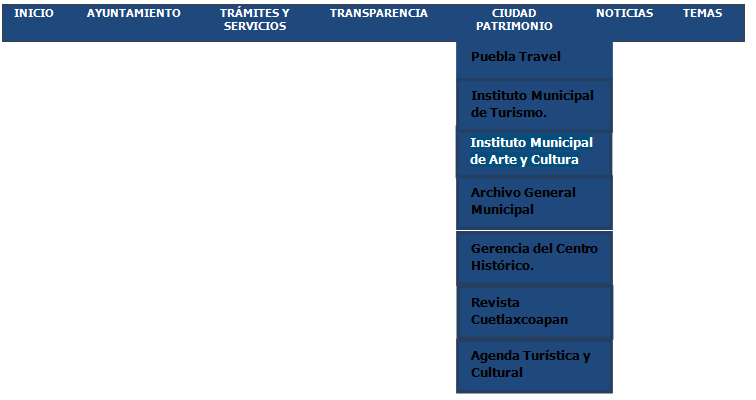 INICIO AYUNTAMIENTO TRÁMITES Y TRANSPARENCIA CIUDAD NOTICIAS TEMAS
SERVICIOS PATRIMONIO
Puebla Travel
Instituto Municipal
de Turismo.
Instituto Municipal
de Arte y Cultura
Archivo General
Municipal
Gerencia del Centro
Histórico.
Revista
Cuetlaxcoapan
Agenda Turística y
Cultural